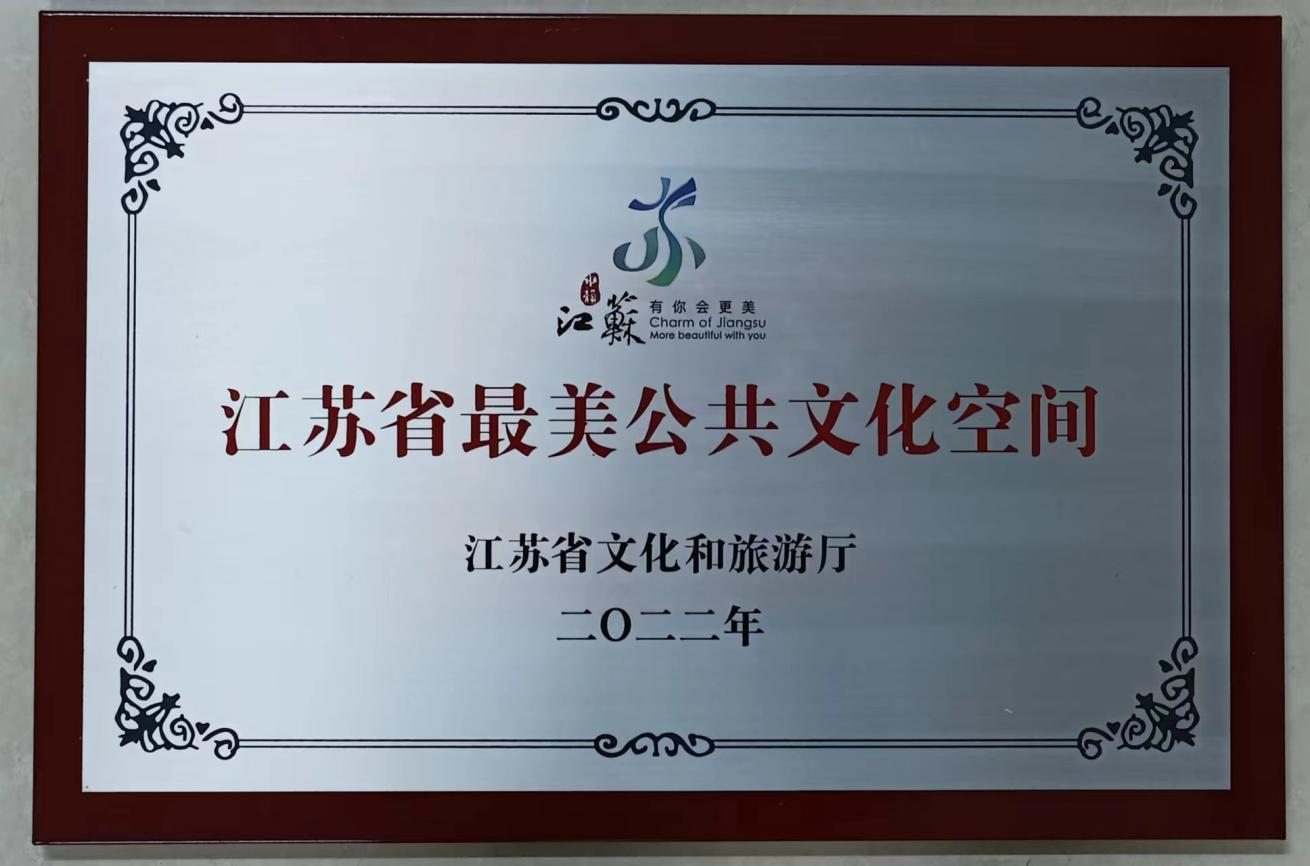 水韵
江蘇
有你会更美
Charm of Jiangsu
More beautiful with you
江苏省最美公共文化空间
江苏省文化和旅游厅
二〇二二年